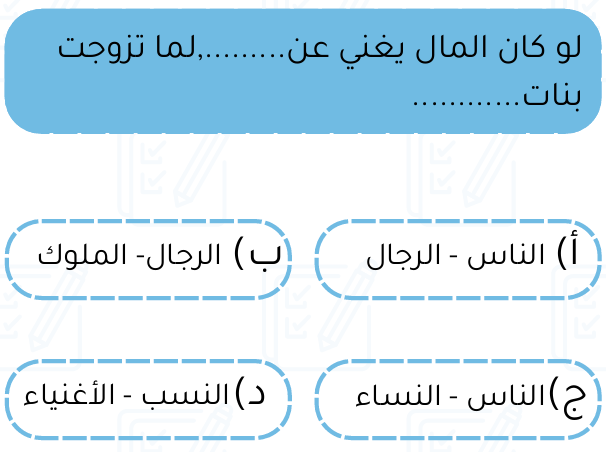 لو كان المال يغني عن.........,لما تزوجت
بنات............
أ) الناس - الرجال
ب) الرجال- الملوك
ج)الناس - النساء
د)النسب - الأغنياء